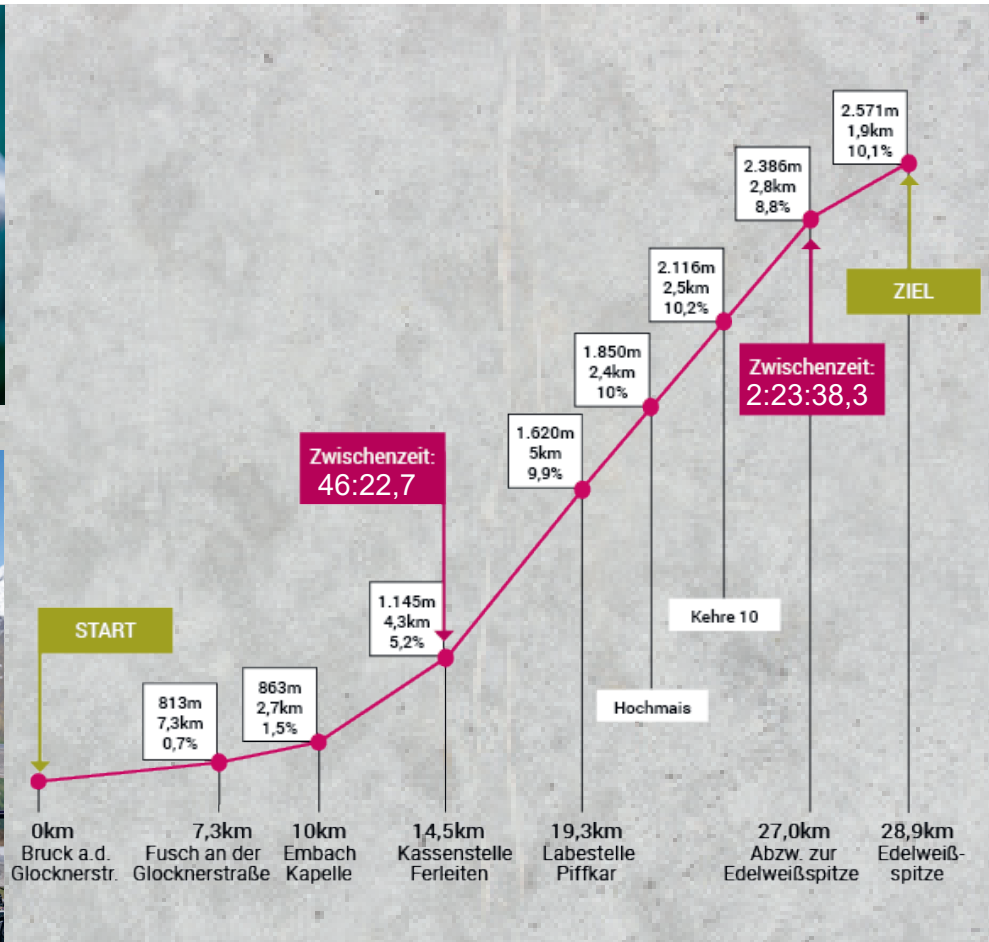 2.571m
1,9km
10,1%
2.386m
2,8km
8,8%
2.116m
2,5km
10,2%
ZIEL
1.850m
2,4km
10%
Zwischenzeit:
2:23:38,3
1.620m
5km
9,9%
Zwischenzeit:
46:22,7
1.145m
4,3km
5,2%
START
Kehre 10
863m
2,7km
1,5%
813m
7,3km
0,7%
Hochmais
0km
Bruck a.d.
Glocknerstr.
7,3km
Fusch an der
Glocknerstraße
10km
Embach
Kapelle
14,5km
Kassenstelle
Ferleiten
19,3km
Labestelle
Piffkar
27,0km
Abzw. zur
Edelweißspitze
28,9km
Edelweiß-
spitze